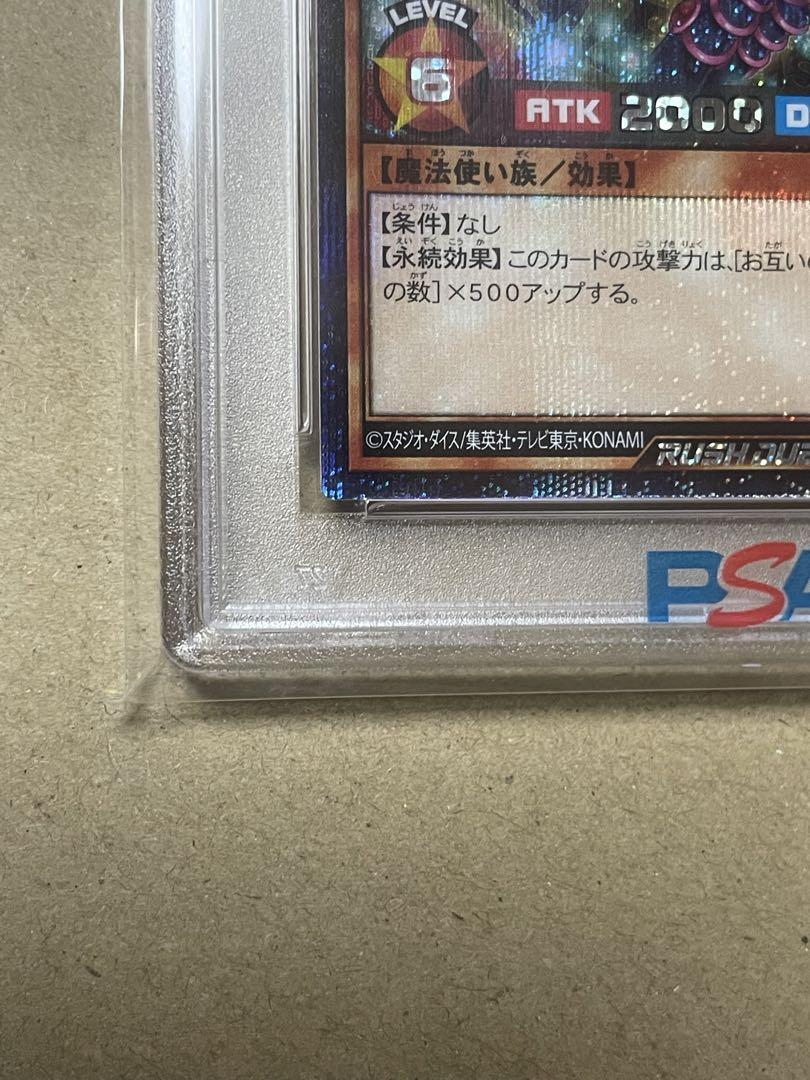 LEVEL
6
ATK 2000 D
【魔法使い族／効果】
【条件】なし
【永続効果】このカードの攻撃力は、［お互い
の数］×500アップする。
©スタジオ・ダイス/集英社・テレビ東京・KONAMI
RUSH DUE
PSA